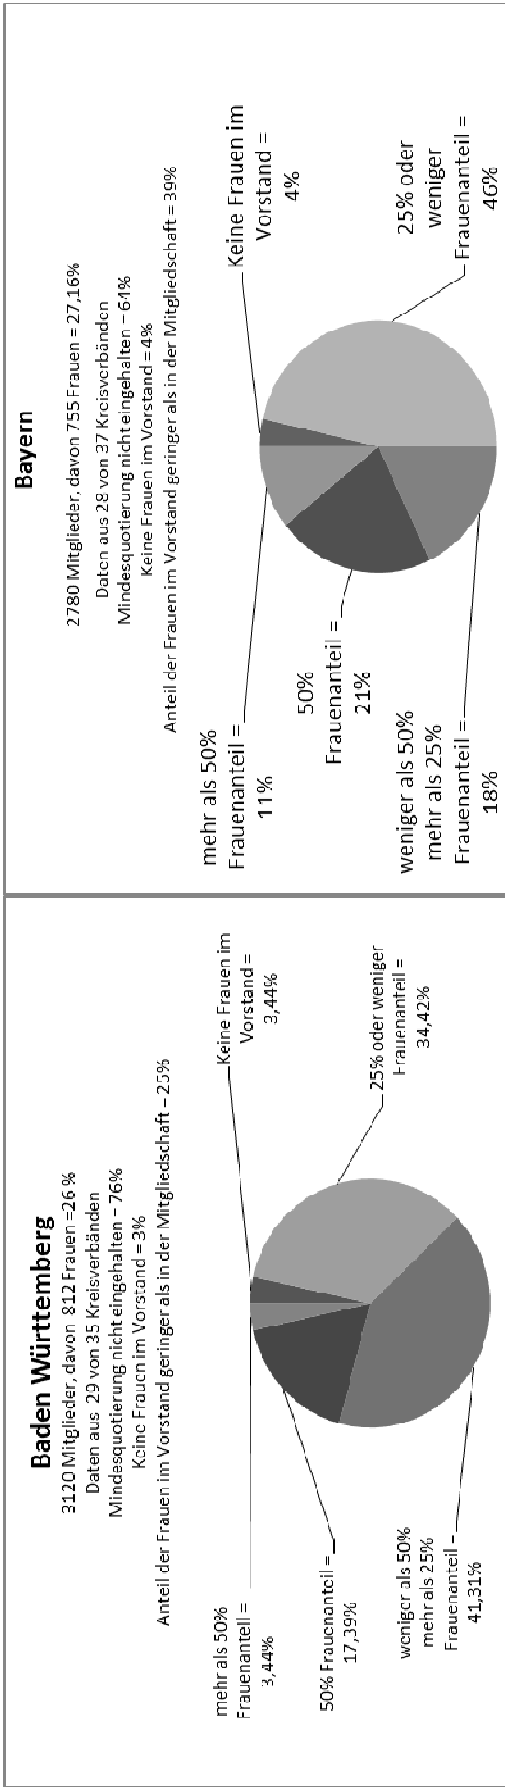 Baden Württemberg
3120 Mitglieder, davon 812 Frauen =26 %
Daten aus 29 von 35 Kreisverbänden
Mindesquotierung nicht eingehalten =76%
Keine Frauen im Vorstand = 3%
Anteil der Frauen im Vorstand geringer als in der Mitgliedschaft = 25%
mehr als 50%
Frauenanteil =
3,44%
Keine Frauen im
Vorstand =
3,44%
50% Frauenanteil =
17,39%
25% oder weniger
Frauenanteil =
34,42%
weniger als 50%
mehr als 25%
Frauenanteil =
41,31%
Bayern
2780 Mitglieder, davon 755 Frauen = 27,16%
Daten aus 28 von 37 Kreisverbänden
Mindesquotierung nicht eingehalten = 64%
Keine Frauen im Vorstand = 4%
Anteil der Frauen im Vorstand geringer als in der Mitgliedschaft = 39%
mehr als 50%
Frauenanteil =
11%
Keine Frauen im
Vorstand =
4%
50%
Frauenanteil =
21%
25% oder
weniger
Frauenanteil =
46%
weniger als 50%
mehr als 25%
Frauenanteil =
18%